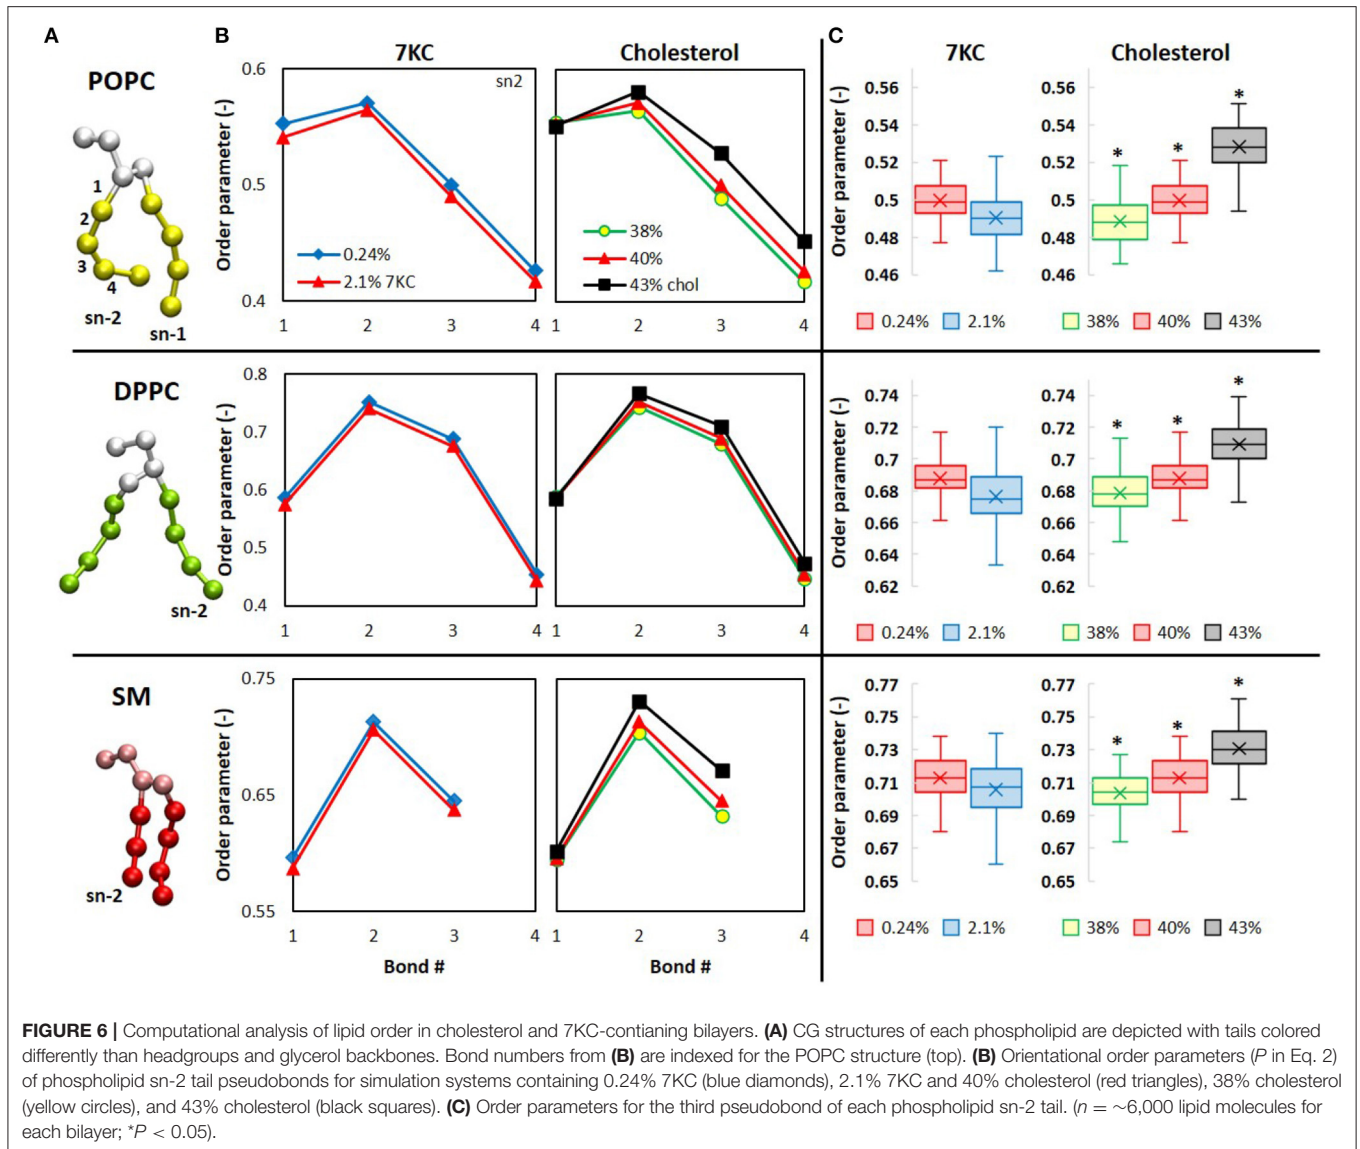 A
B
C
7KC
Cholesterol
7KC
Cholesterol
POPC
1
2
3
4
sn-2
sn-1
Order parameter (-)
0.6
0.5
0.4
sn2
0.24%
2.1% 7KC
1 2 3 4
38%
40%
43% chol
1 2 3 4
Order parameter (-)
0.56
0.54
0.52
0.5
0.48
0.46
0.24% 2.1%
0.56
0.54
0.52
0.5
0.48
0.46
* * *
38% 40% 43%
DPPC
sn-2
Order parameter (-)
0.8
0.7
0.6
0.5
0.4
1 2 3 4
1 2 3 4
Order parameter (-)
0.74
0.72
0.7
0.68
0.66
0.64
0.62
0.24% 2.1%
0.74
0.72
0.7
0.68
0.66
0.64
0.62
* * *
38% 40% 43%
SM
sn-2
Order parameter (-)
0.75
0.65
0.55
1 2 3 4
Bond #
1 2 3 4
Bond #
Order parameter (-)
0.77
0.75
0.73
0.71
0.69
0.67
0.65
0.24% 2.1%
0.77
0.75
0.73
0.71
0.69
0.67
0.65
* * *
38% 40% 43%
FIGURE 6 | Computational analysis of lipid order in cholesterol and 7KC-contianing bilayers. (A) CG structures of each phospholipid are depicted with tails colored
differently than headgroups and glycerol backbones. Bond numbers from (B) are indexed for the POPC structure (top). (B) Orientational order parameters (P in Eq. 2)
of phospholipid sn-2 tail pseudobonds for simulation systems containing 0.24% 7KC (blue diamonds), 2.1% 7KC and 40% cholesterol (red triangles), 38% cholesterol
(yellow circles), and 43% cholesterol (black squares). (C) Order parameters for the third pseudobond of each phospholipid sn-2 tail. (n = ~6,000 lipid molecules for
each bilayer; *P < 0.05).